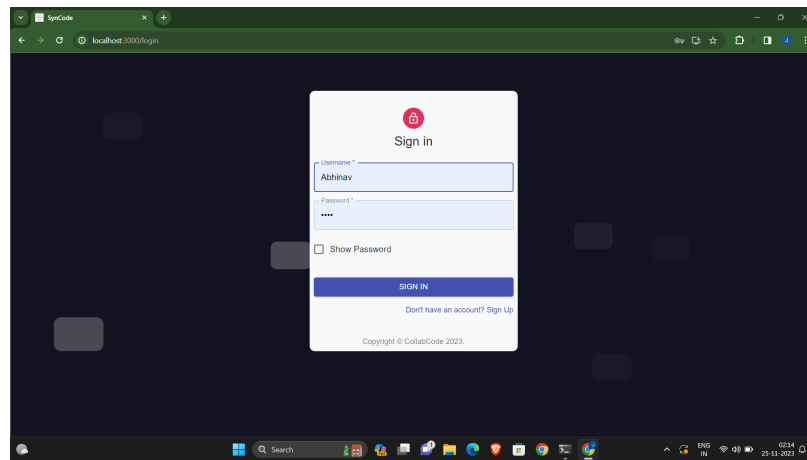 SynCode
localhost:3000/login
Sign in
Username *
Abhinav
Password *
••••
Show Password
SIGN IN
Don't have an account? Sign Up
Copyright © CollabCode 2023.
Search
ENG
IN
02:14
25-11-2023